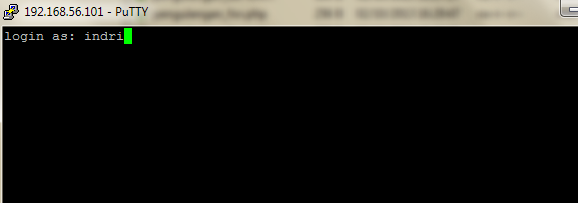 192.168.56.101 - PuTTY
login as: indri